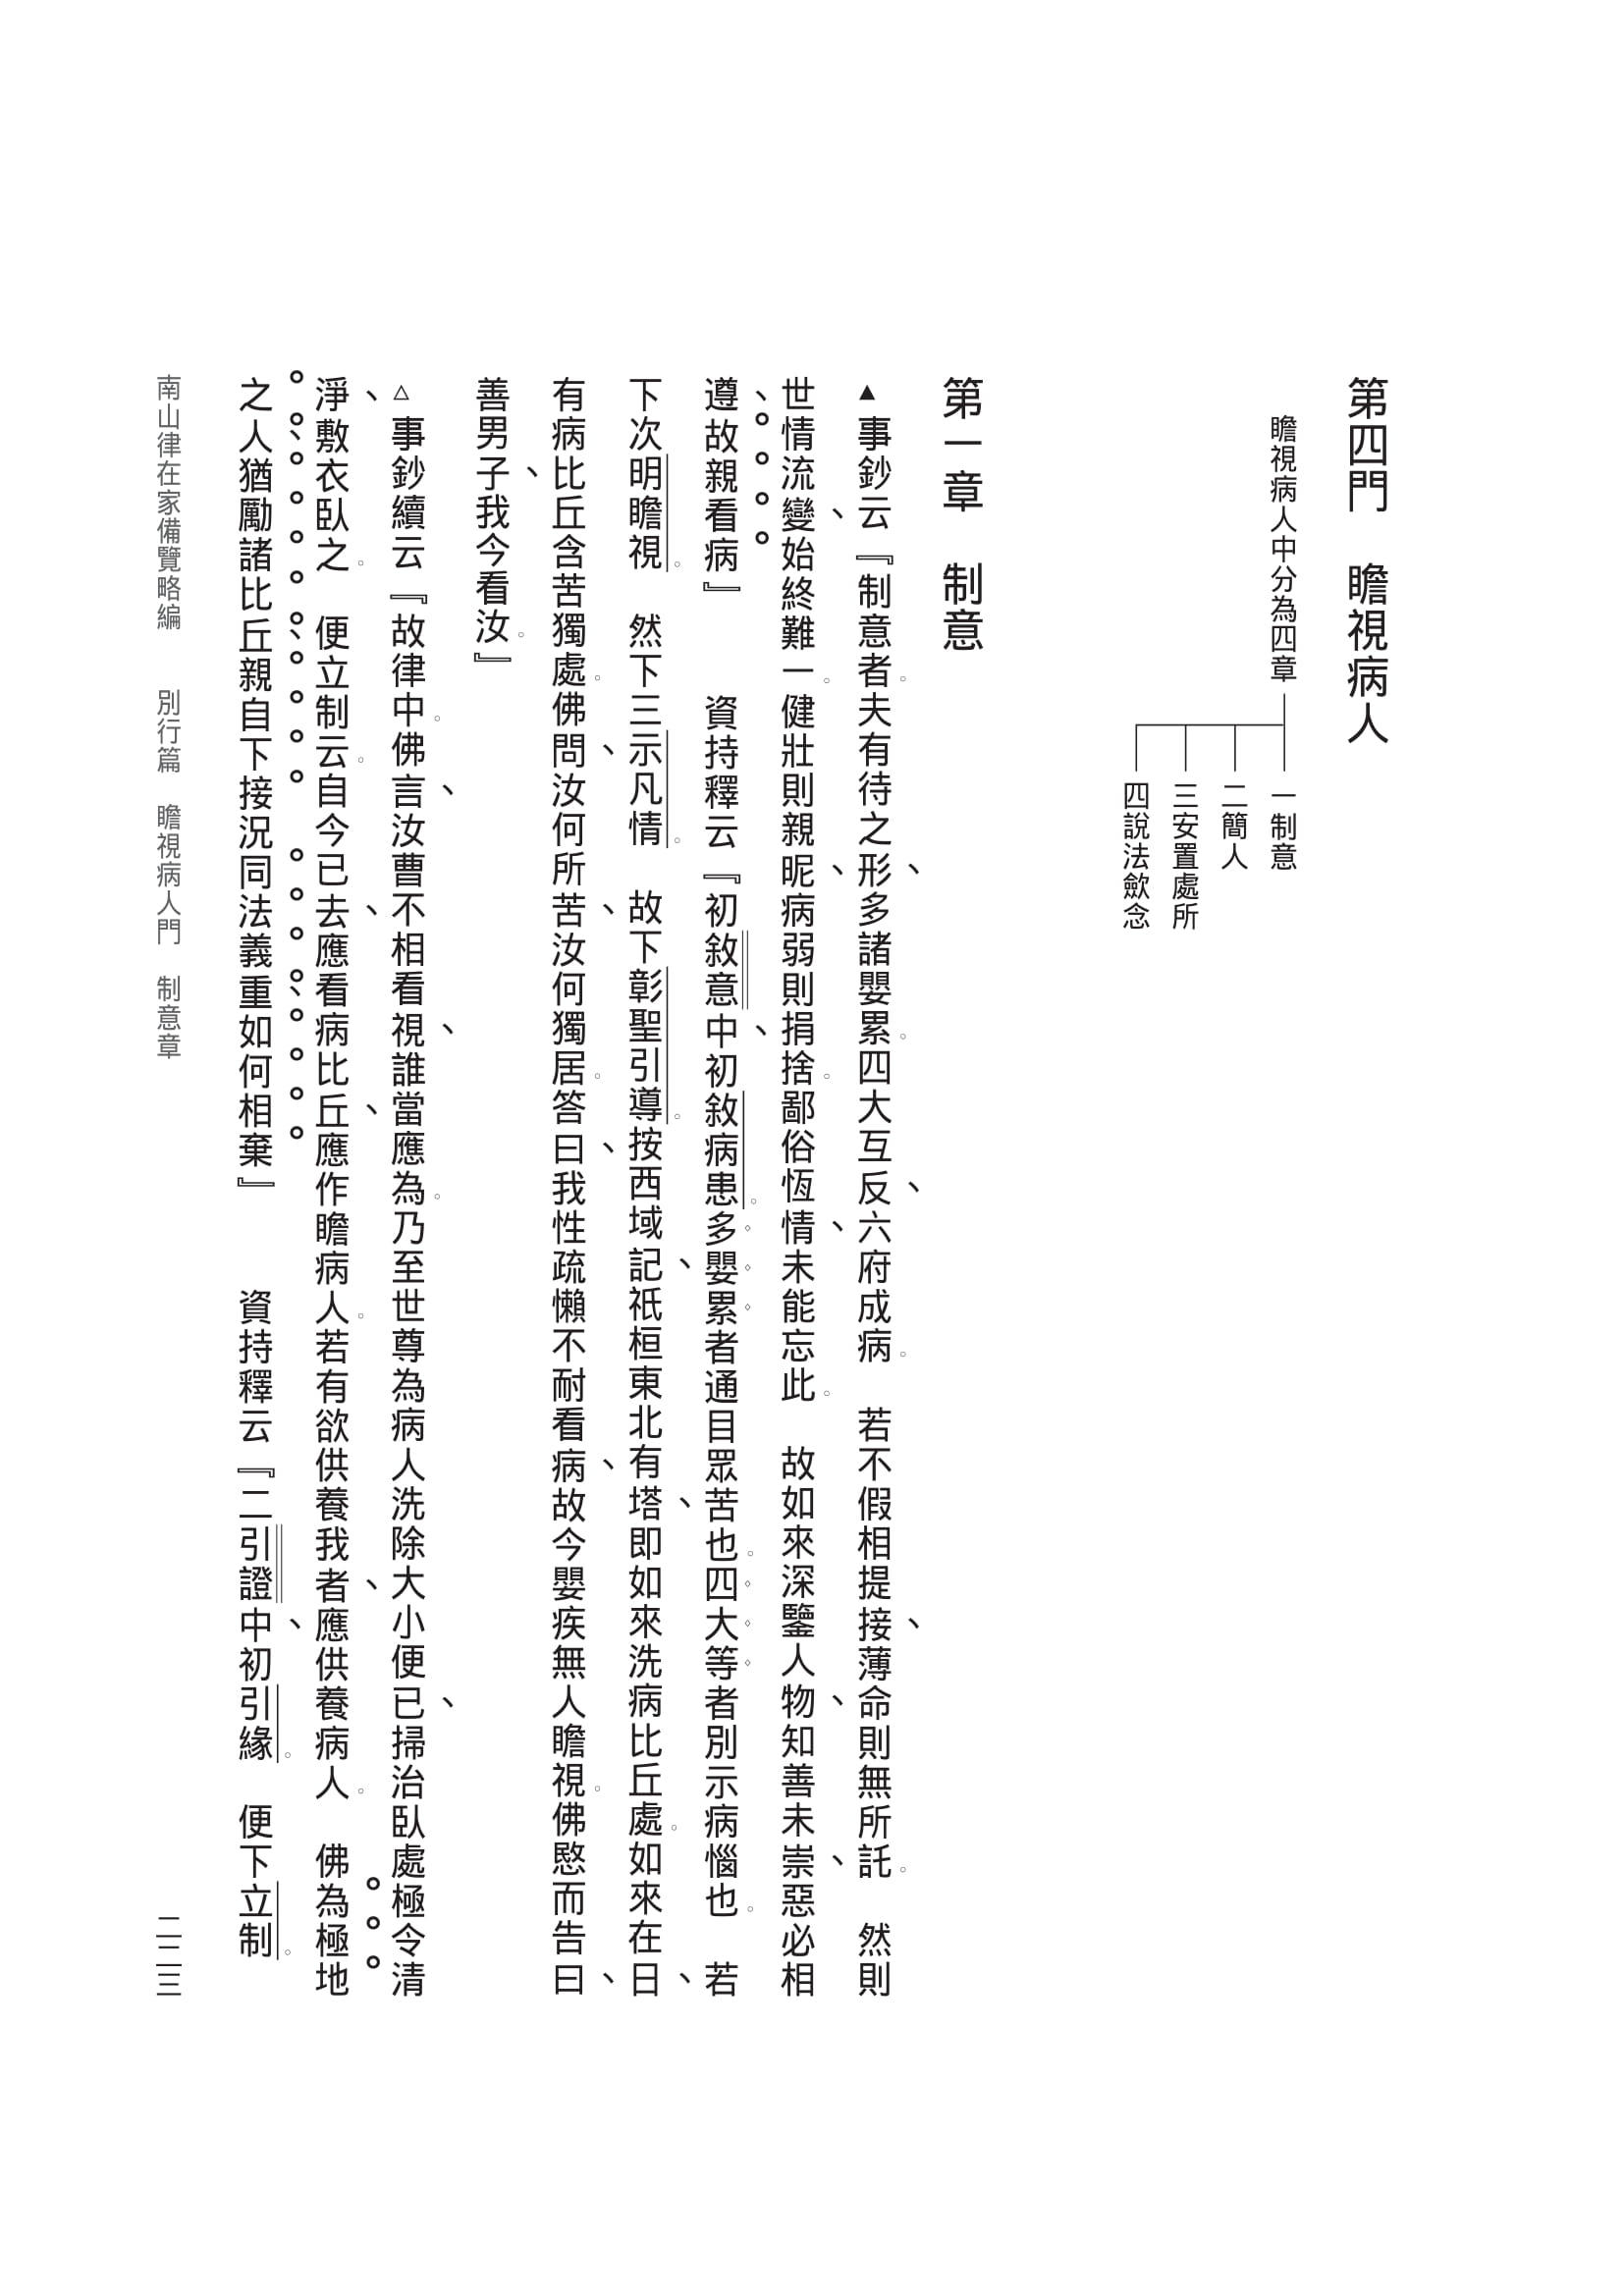 第四門　瞻視病人
瞻視病人中分為四章
一制意
二簡人
三安置處所
四說法歛念
第一章　制意
▲事鈔云『制意者。夫有待之形、多諸嬰累。四大互反、六府成病。　若不假相提接、薄命則無所託。　然則
世情流變、始終難一。健壯則親昵、病弱則捐捨。鄙俗恆情、未能忘此。　故如來深鑒人物、知善未崇、惡必相
遵、故親看病』　　資持釋云『初敘意中、初敘病患。多嬰累者通目眾苦也。四大等者別示病惱也。　若
下次明瞻視。　然下三示凡情。　故下彰聖引導。按西域記、祇桓東北有塔、即如來洗病比丘處。如來在日、
有病比丘含苦獨處。佛問、汝何所苦、汝何獨居。答曰、我性疏懶不耐看病、故今嬰疾無人瞻視。佛愍而告曰、
善男子、我今看汝。』
△事鈔續云『故律中。佛言、汝曹不相看視、誰當應為。乃至世尊為病人洗除大小便已、掃治臥處極令清
淨、敷衣臥之。　便立制云。自今已去、應看病比丘、應作瞻病人。若有欲供養我者、應供養病人。　佛為極地
之人、猶勵諸比丘、親自下接況同法義重、如何相棄』　　資持釋云『二引證中、初引緣。　便下立制。
南山律在家備覽略編　　別行篇　瞻視病人門　制意章
二二三